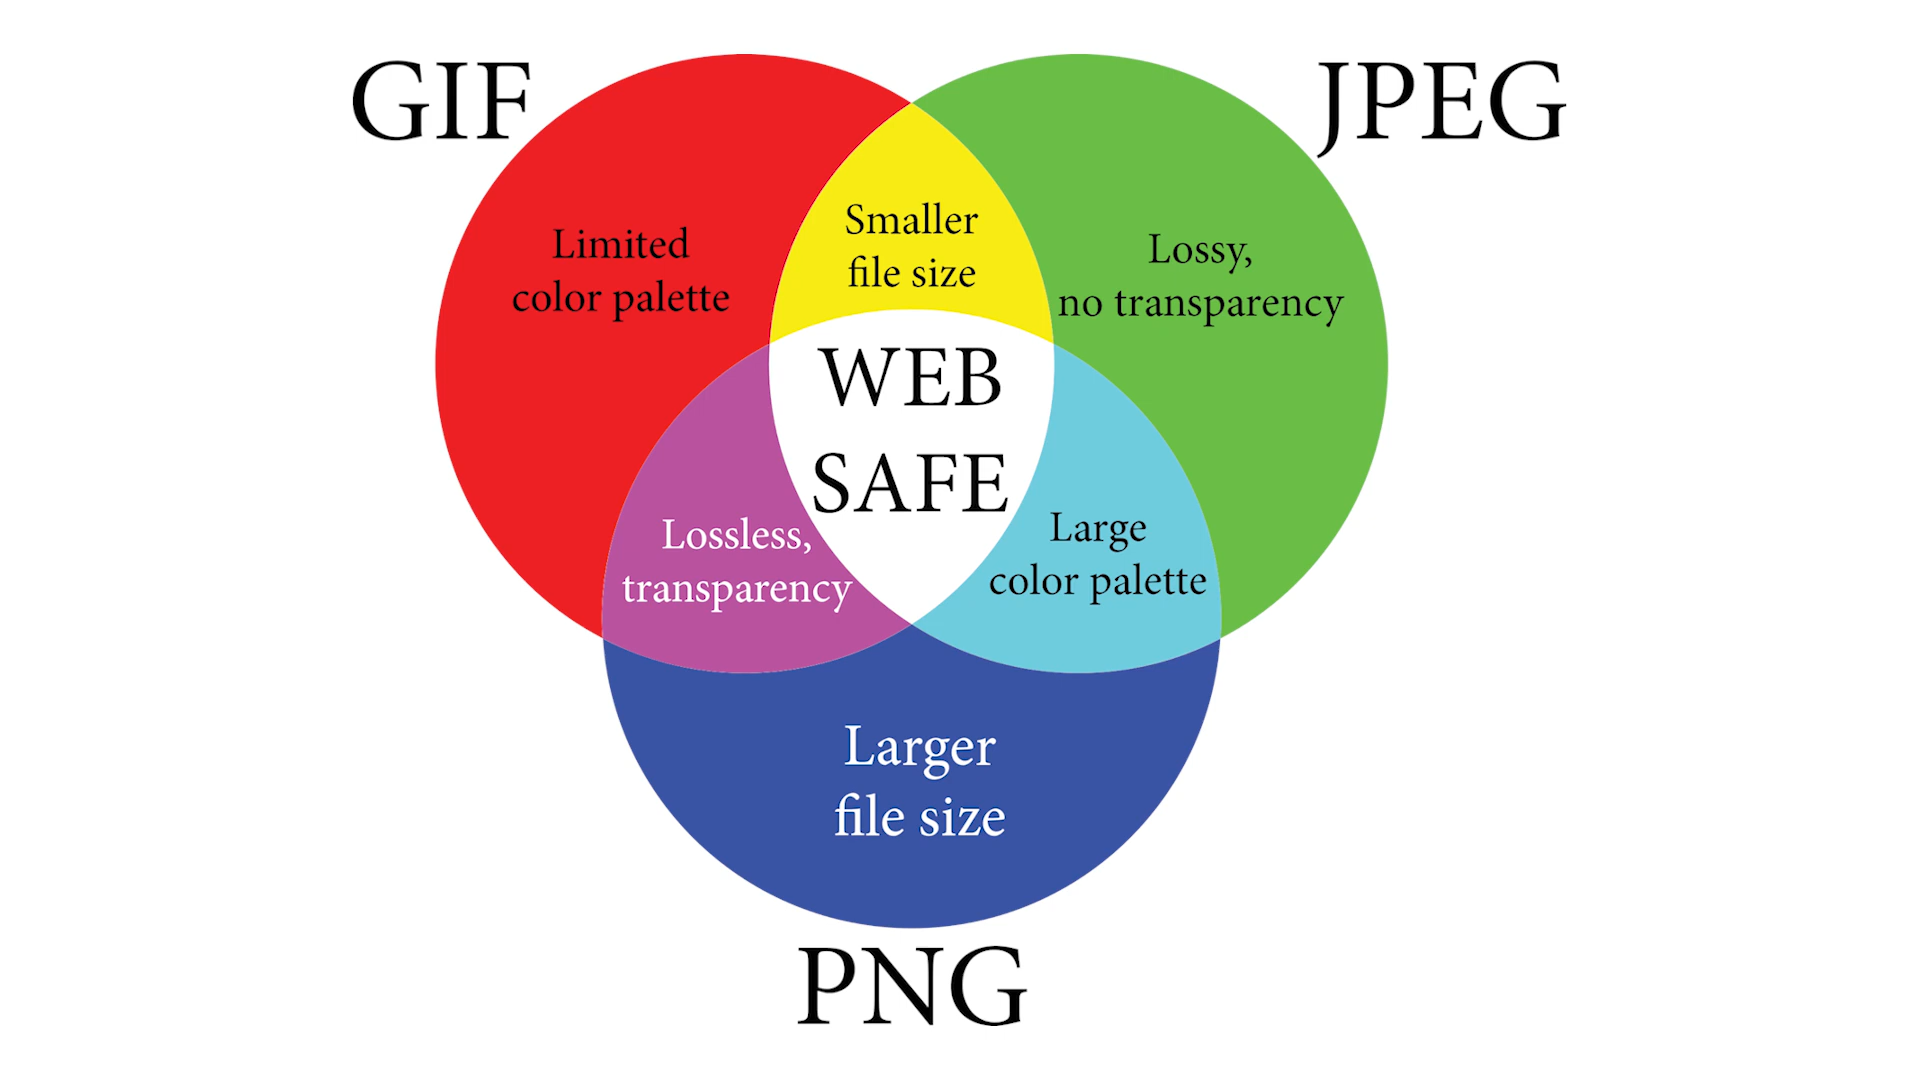 GIF
JPEG
Smaller
file size
Limited
color palette
Lossy,
no transparency
WEB
SAFE
Lossless,
transparency
Large
color palette
Larger
file size
PNG